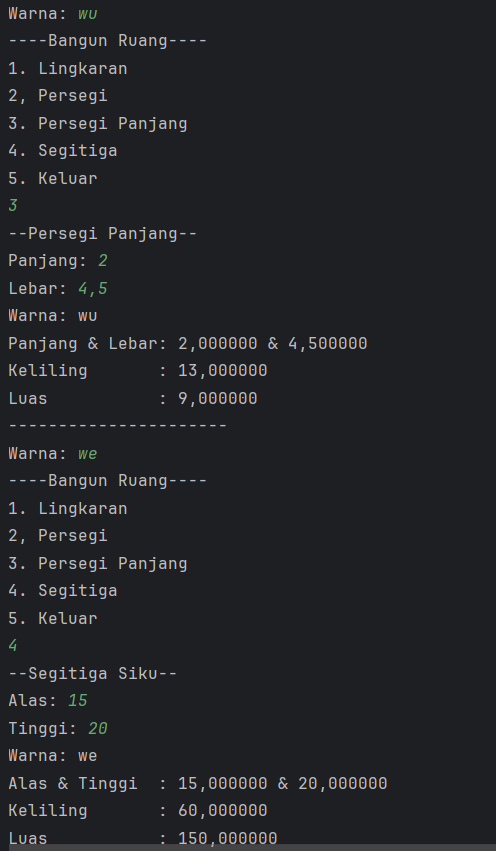 Warna: wu
----Bangun Ruang----
1. Lingkaran
2, Persegi
3. Persegi Panjang
4. Segitiga
5. Keluar
3
--Persegi Panjang--
Panjang: 2
Lebar: 4,5
Warna: wu
Panjang & Lebar: 2,000000 & 4,500000
Keliling       : 13,000000
Luas           : 9,000000
----------------------
Warna: we
----Bangun Ruang----
1. Lingkaran
2, Persegi
3. Persegi Panjang
4. Segitiga
5. Keluar
4
--Segitiga Siku--
Alas: 15
Tinggi: 20
Warna: we
Alas & Tinggi  : 15,000000 & 20,000000
Keliling       : 60,000000
Luas           : 150,000000